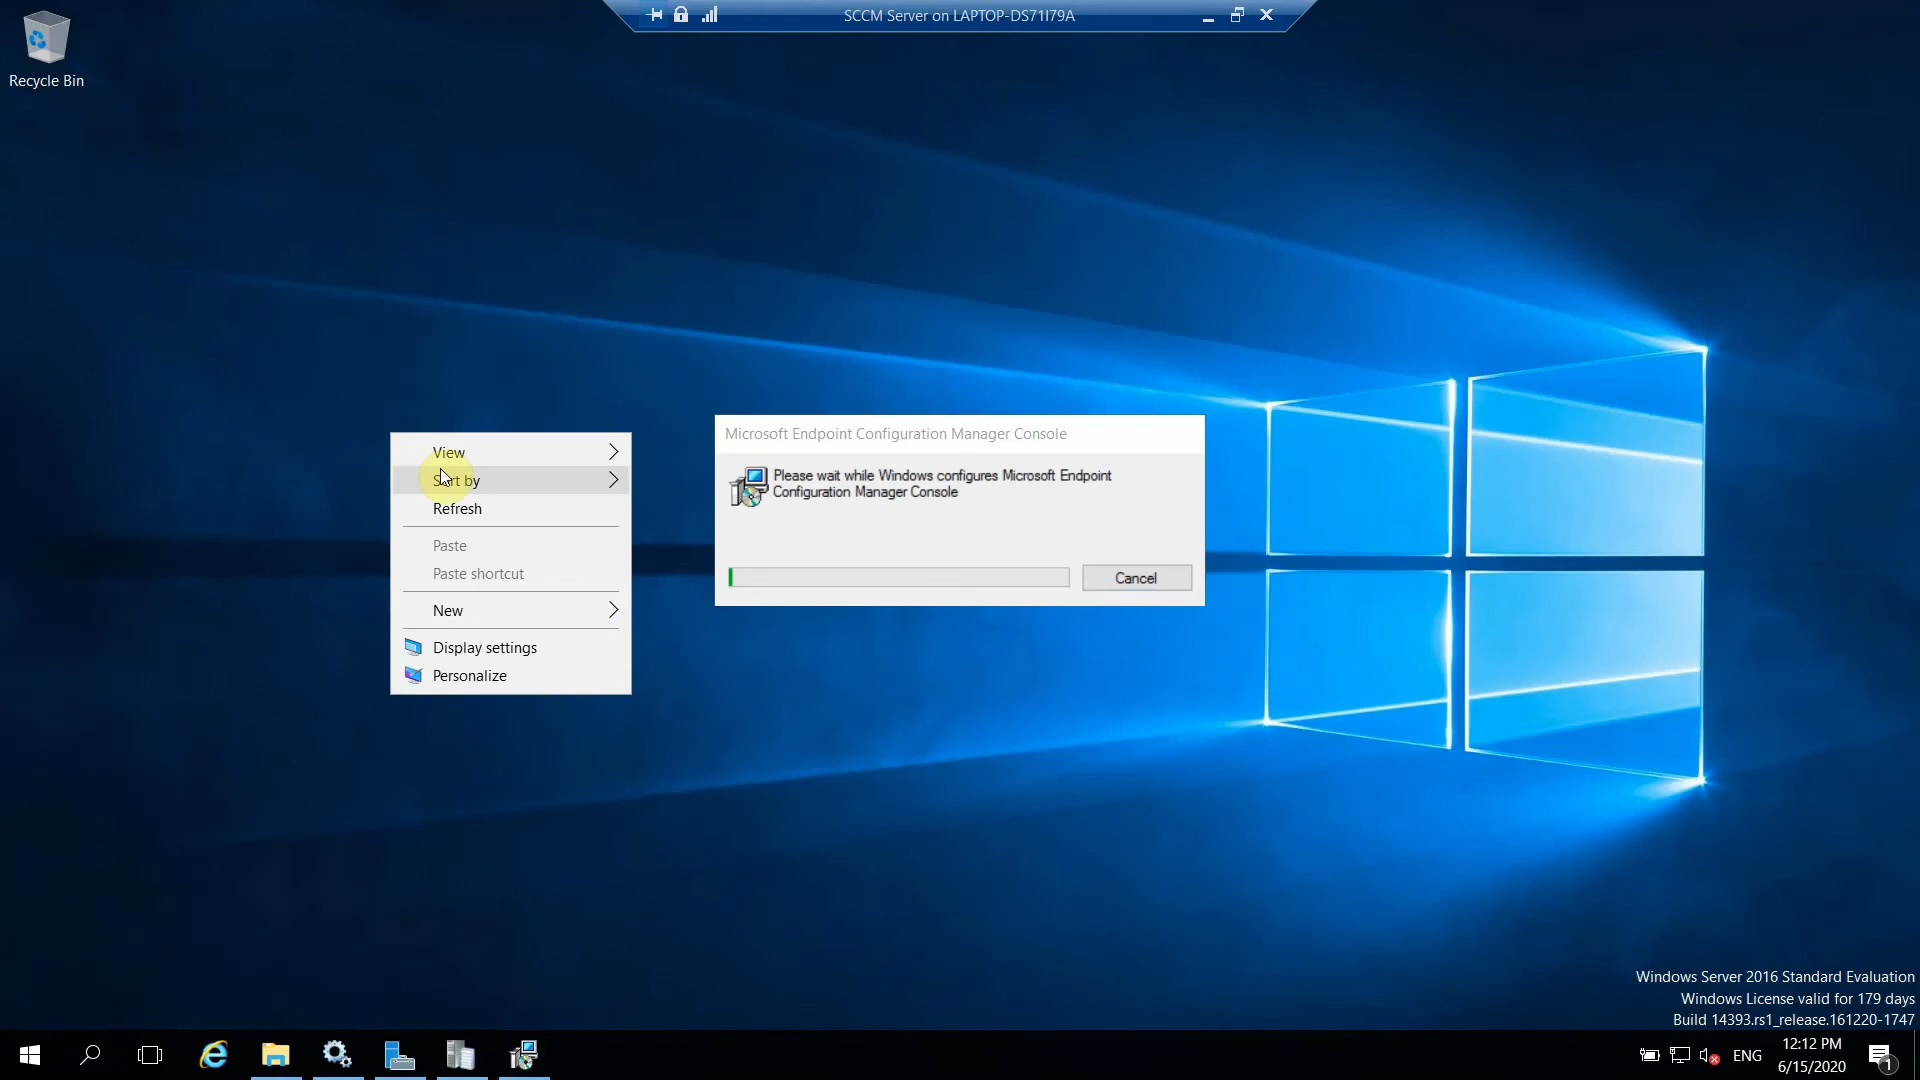 SCCM Server on LAPTOP-DS71I79A
Recycle Bin
View
Sort by
Refresh
Paste
Paste shortcut
New
Display settings
Personalize
Microsoft Endpoint Configuration Manager Console
Please wait while Windows configures Microsoft Endpoint
Configuration Manager Console
Cancel
Windows Server 2016 Standard Evaluation
Windows License valid for 179 days
Build 14393.rs1_release.161220-1747
ENG
12:12 PM
6/15/2020
1